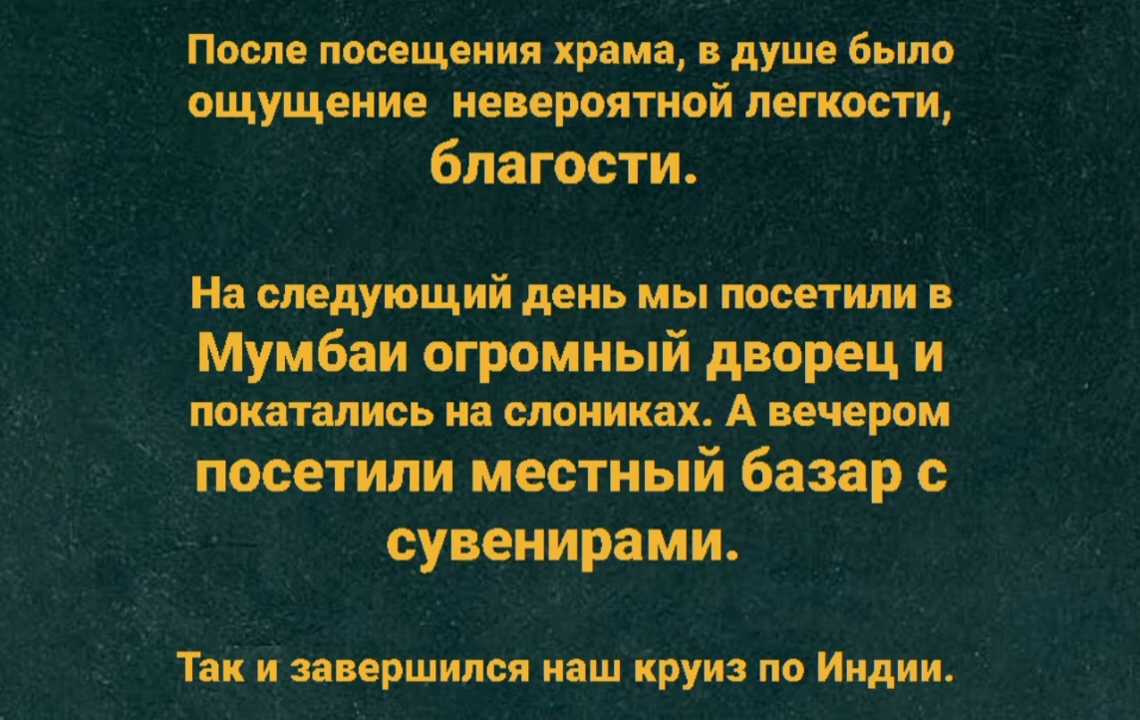 После посещения храма, в душе было
ощущение  невероятной легкости,
благости.
На следующий день мы посетили в
Мумбаи огромный дворец и
покатались на слониках. А вечером
посетили местный базар с
сувенирами.
Так и завершился наш круиз по Индии.